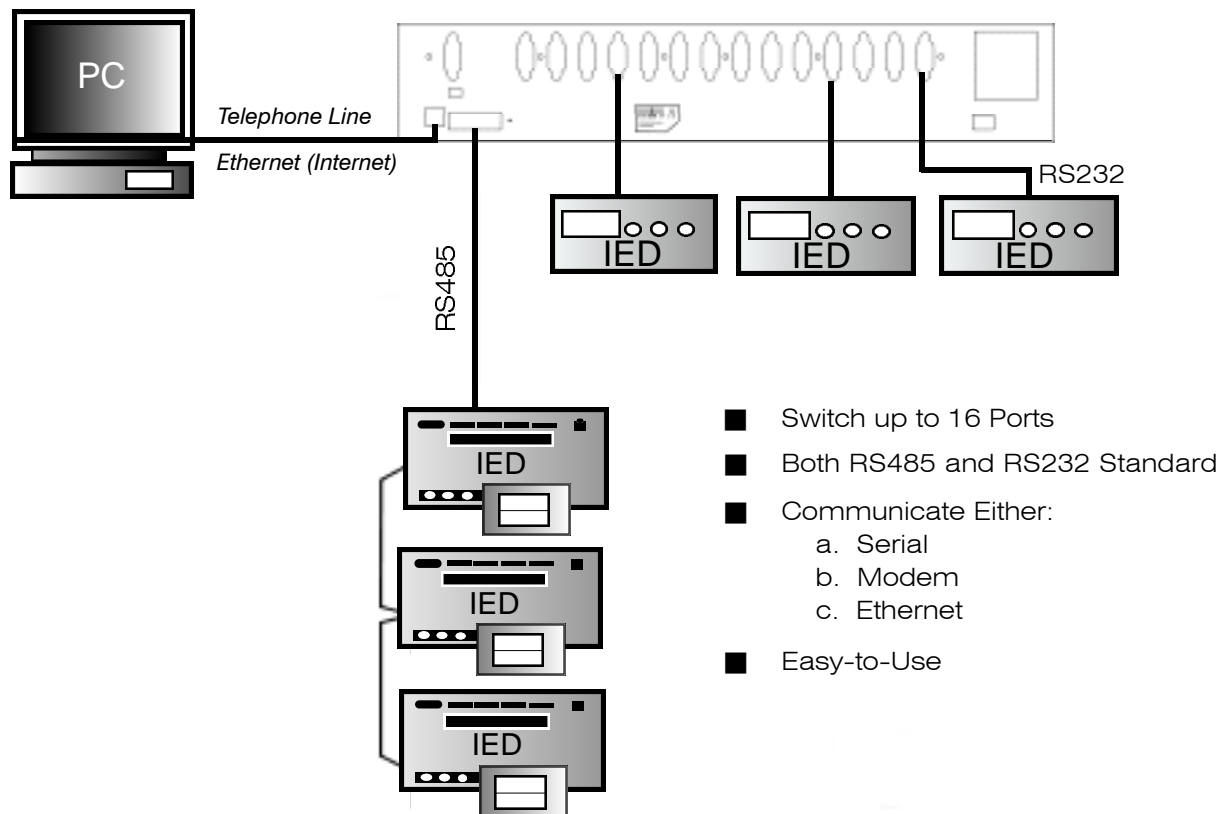 PC
Telephone Line
Ethernet (Internet)
RS232
IED
IED
IED
RS485
IED
IED
IED
■ Switch up to 16 Ports
■ Both RS485 and RS232 Standard
■ Communicate Either:
a. Serial
b. Modem
c. Ethernet
■ Easy-to-Use